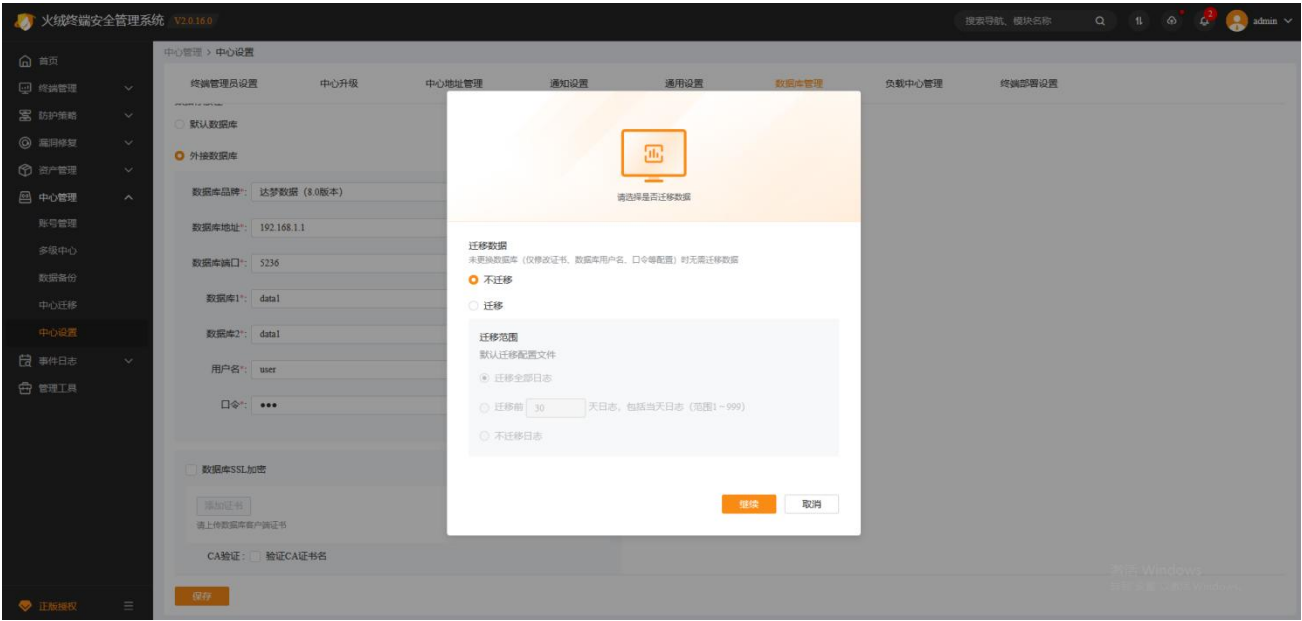 火绒终端安全管理系统 V2.0.16.0
搜索导航、模块名称
2
admin
首页
终端管理
防护策略
漏洞修复
资产管理
中心管理
账号管理
多级中心
数据备份
中心迁移
中心设置
事件日志
管理工具
正版授权
中心管理 > 中心设置
终端管理员设置 中心升级 中心地址管理 通知设置 通用设置 数据库管理 负载中心管理 终端部署设置
默认数据库
外接数据库
数据库品牌*: 达梦数据（8.0版本）
数据库地址*: 192.168.1.1
数据库端口*: 5236
数据库1*: data1
数据库2*: data1
用户名*: user
口令*: •••
数据库SSL加密
添加证书
请上传数据库客户端证书
CA验证: 验证CA证书名
保存
请选择是否迁移数据
迁移数据
未更换数据库（仅修改证书、数据库用户名、口令等配置）时无需迁移数据
不迁移
迁移
迁移范围
默认迁移配置文件
迁移全部日志
迁移前 30 天日志，包括当天日志（范围1~999）
不迁移日志
继续 取消
激活 Windows